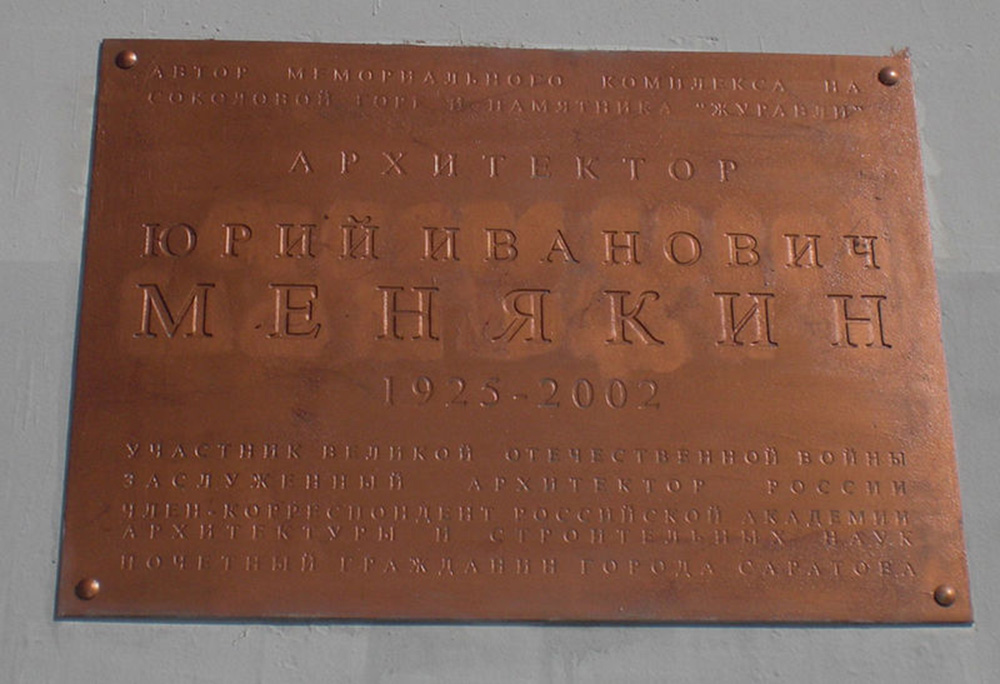 АВТОР МЕМОРИАЛЬНОГО КОМПЛЕКСА НА
СОКОЛОВОЙ ГОРЕ И ПАМЯТНИКА "ЖУРАВЛИ"
АРХИТЕКТОР
ЮРИЙ ИВАНОВИЧ
МЕНЯКИН
1925-2002
УЧАСТНИК ВЕЛИКОЙ ОТЕЧЕСТВЕННОЙ ВОЙНЫ
ЗАСЛУЖЕННЫЙ АРХИТЕКТОР РОССИИ
ЧЛЕН-КОРРЕСПОНДЕНТ РОССИЙСКОЙ АКАДЕМИИ
АРХИТЕКТУРЫ И СТРОИТЕЛЬНЫХ НАУК
ПОЧЕТНЫЙ ГРАЖДАНИН ГОРОДА САРАТОВА